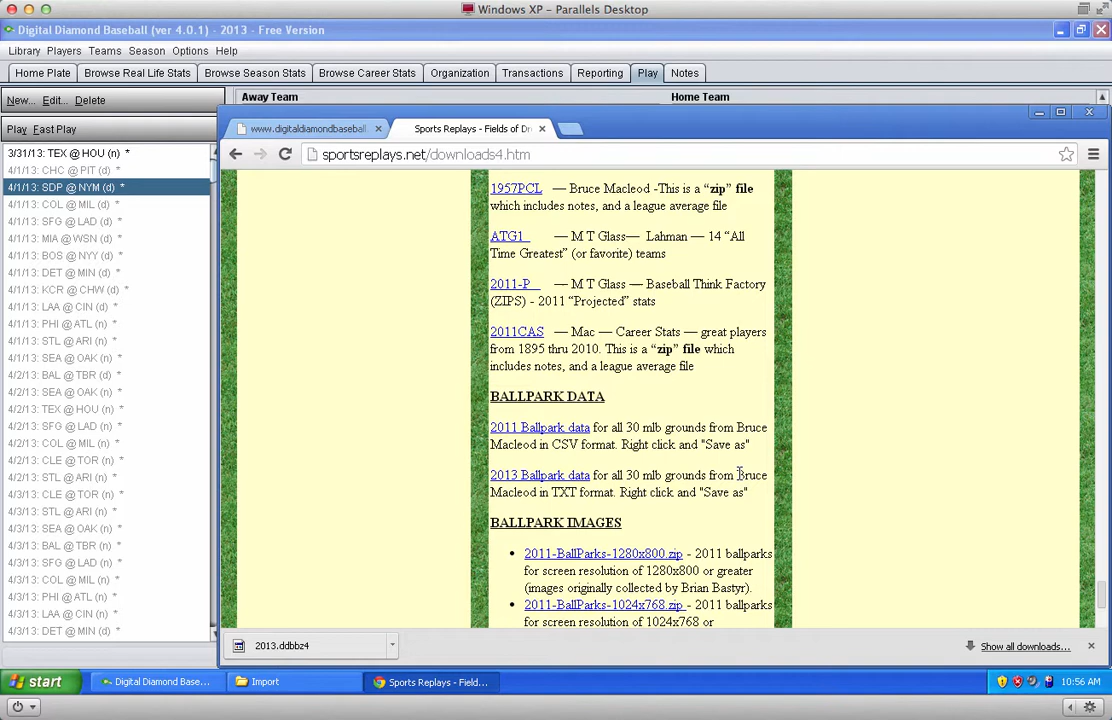 Windows XP - Parallels Desktop
Digital Diamond Baseball (ver 4.0.1) - 2013 - Free Version
Library Players Teams Season Options Help
Home Plate Browse Real Life Stats Browse Season Stats Browse Career Stats Organization Transactions Reporting Play Notes
New... Edit... Delete
Away Team Home Team
Play Fast Play
www.digitaldiamondbaseball Sports Replays - Fields of Dr
sportsreplays.net/downloads4.htm
3/31/13: TEX @ HOU (n) *
4/1/13: CHC @ PIT (d) *
4/1/13: SDP @ NYM (d) *
4/1/13: COL @ MIL (d) *
4/1/13: SFG @ LAD (d) *
4/1/13: MIA @ WSN (d) *
4/1/13: BOS @ NYY (d) *
4/1/13: DET @ MIN (d) *
4/1/13: KCR @ CHW (d) *
4/1/13: LAA @ CIN (d) *
4/1/13: PHI @ ATL (n) *
4/1/13: STL @ ARI (n) *
4/1/13: SEA @ OAK (n) *
4/2/13: BAL @ TBR (d) *
4/2/13: SEA @ OAK (n) *
4/2/13: TEX @ HOU (n) *
4/2/13: SFG @ LAD (n) *
4/2/13: COL @ MIL (n) *
4/2/13: CLE @ TOR (n) *
4/2/13: STL @ ARI (n) *
4/3/13: CLE @ TOR (n) *
4/3/13: STL @ ARI (n) *
4/3/13: SEA @ OAK (d) *
4/3/13: BAL @ TBR (n) *
4/3/13: SFG @ LAD (n) *
4/3/13: COL @ MIL (n) *
4/3/13: PHI @ ATL (n) *
4/3/13: LAA @ CIN (n) *
4/3/13: DET @ MIN (d) *
1957PCL — Bruce Macleod -This is a “zip” file
which includes notes, and a league average file
ATG1 — M T Glass— Lahman — 14 “All
Time Greatest” (or favorite) teams
2011-P — M T Glass — Baseball Think Factory
(ZIPS) - 2011 “Projected” stats
2011CAS — Mac — Career Stats — great players
from 1895 thru 2010. This is a “zip” file which
includes notes, and a league average file
BALLPARK DATA
2011 Ballpark data for all 30 mlb grounds from Bruce
Macleod in CSV format. Right click and "Save as"
2013 Ballpark data for all 30 mlb grounds from Bruce
Macleod in TXT format. Right click and "Save as"
BALLPARK IMAGES
• 2011-BallParks-1280x800.zip - 2011 ballparks
for screen resolution of 1280x800 or greater
(images originally collected by Brian Bastyr).
• 2011-BallParks-1024x768.zip - 2011 ballparks
for screen resolution of 1024x768 or
2013.ddbbz4 Show all downloads...
start Digital Diamond Base... Import Sports Replays - Field... 10:56 AM